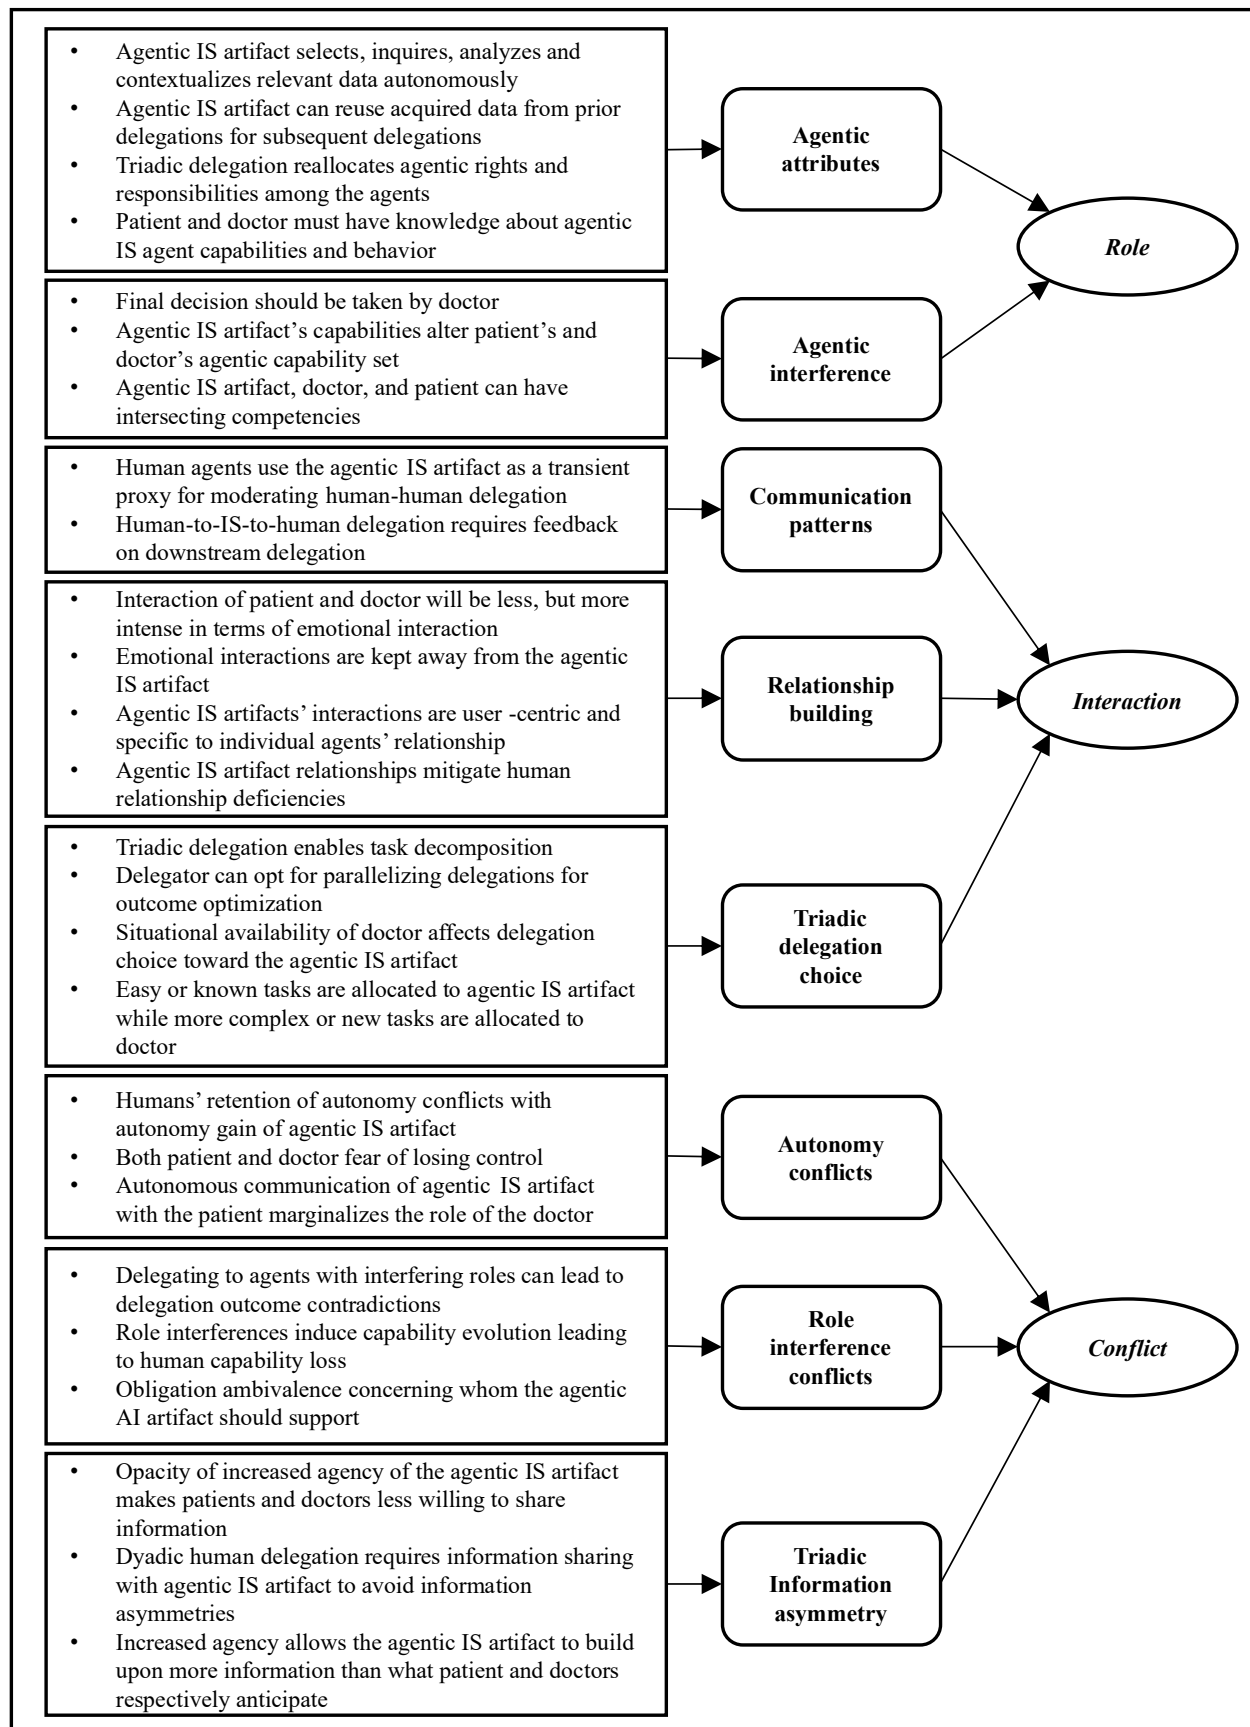 • Agentic IS artifact selects, inquires, analyzes and
contextualizes relevant data autonomously
• Agentic IS artifact can reuse acquired data from prior
delegations for subsequent delegations
• Triadic delegation reallocates agentic rights and
responsibilities among the agents
• Patient and doctor must have knowledge about agentic
IS agent capabilities and behavior
Agentic
attributes
Role
• Final decision should be taken by doctor
• Agentic IS artifact’s capabilities alter patient’s and
doctor’s agentic capability set
• Agentic IS artifact, doctor, and patient can have
intersecting competencies
Agentic
interference
• Human agents use the agentic IS artifact as a transient
proxy for moderating human-human delegation
• Human-to-IS-to-human delegation requires feedback
on downstream delegation
Communication
patterns
• Interaction of patient and doctor will be less, but more
intense in terms of emotional interaction
• Emotional interactions are kept away from the agentic
IS artifact
• Agentic IS artifacts’ interactions are user -centric and
specific to individual agents’ relationship
• Agentic IS artifact relationships mitigate human
relationship deficiencies
Relationship
building
Interaction
• Triadic delegation enables task decomposition
• Delegator can opt for parallelizing delegations for
outcome optimization
• Situational availability of doctor affects delegation
choice toward the agentic IS artifact
• Easy or known tasks are allocated to agentic IS artifact
while more complex or new tasks are allocated to
doctor
Triadic
delegation
choice
• Humans’ retention of autonomy conflicts with
autonomy gain of agentic IS artifact
• Both patient and doctor fear of losing control
• Autonomous communication of agentic IS artifact
with the patient marginalizes the role of the doctor
Autonomy
conflicts
• Delegating to agents with interfering roles can lead to
delegation outcome contradictions
• Role interferences induce capability evolution leading
to human capability loss
• Obligation ambivalence concerning whom the agentic
AI artifact should support
Role
interference
conflicts
Conflict
• Opacity of increased agency of the agentic IS artifact
makes patients and doctors less willing to share
information
• Dyadic human delegation requires information sharing
with agentic IS artifact to avoid information
asymmetries
• Increased agency allows the agentic IS artifact to build
upon more information than what patient and doctors
respectively anticipate
Triadic
Information
asymmetry